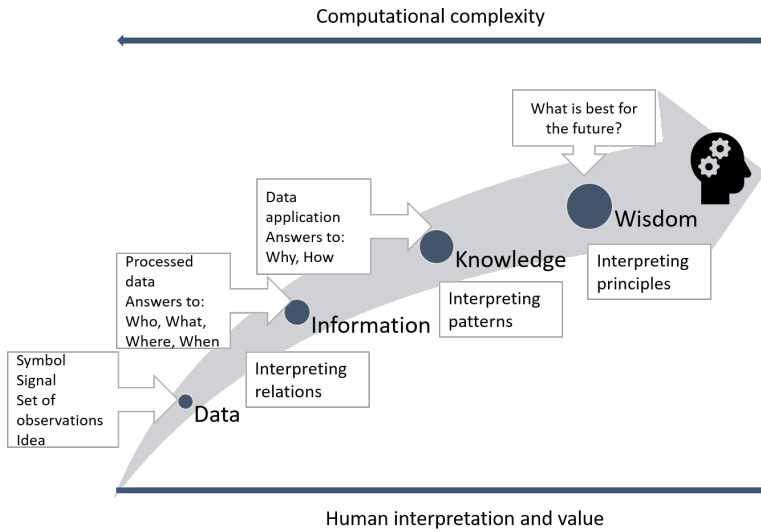 Computational complexity
What is best for
the future?
Wisdom
Interpreting
principles
Data
application
Answers to:
Why, How
Knowledge
Interpreting
patterns
Processed
data
Answers to:
Who, What,
Where, When
Information
Interpreting
relations
Symbol
Signal
Set of
observations
Idea
Data
Human interpretation and value